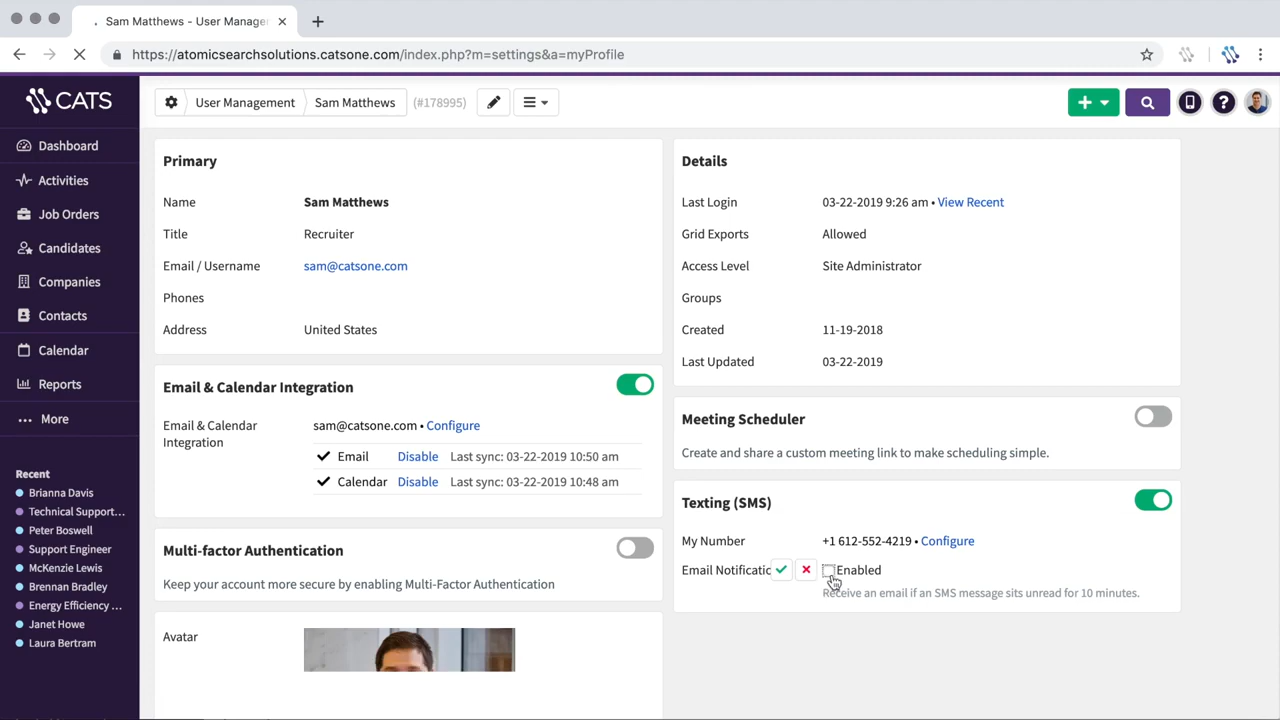 Sam Matthews - User Manage
https://atomicsearchsolutions.catsone.com/index.php?m=settings&a=myProfile
CATS
User Management
Sam Matthews
(#178995)
Dashboard
Activities
Job Orders
Candidates
Companies
Contacts
Calendar
Reports
More
Recent
Brianna Davis
Technical Support...
Peter Boswell
Support Engineer
McKenzie Lewis
Brennan Bradley
Energy Efficiency ...
Janet Howe
Laura Bertram
Primary
Name Sam Matthews
Title Recruiter
Email / Username sam@catsone.com
Phones
Address United States
Email & Calendar Integration
Email & Calendar
Integration
sam@catsone.com • Configure
Email Disable Last sync: 03-22-2019 10:50 am
Calendar Disable Last sync: 03-22-2019 10:48 am
Multi-factor Authentication
Keep your account more secure by enabling Multi-Factor Authentication
Avatar
Details
Last Login 03-22-2019 9:26 am • View Recent
Grid Exports Allowed
Access Level Site Administrator
Groups
Created 11-19-2018
Last Updated 03-22-2019
Meeting Scheduler
Create and share a custom meeting link to make scheduling simple.
Texting (SMS)
My Number +1 612-552-4219 • Configure
Email Notificatio Enabled
Receive an email if an SMS message sits unread for 10 minutes.